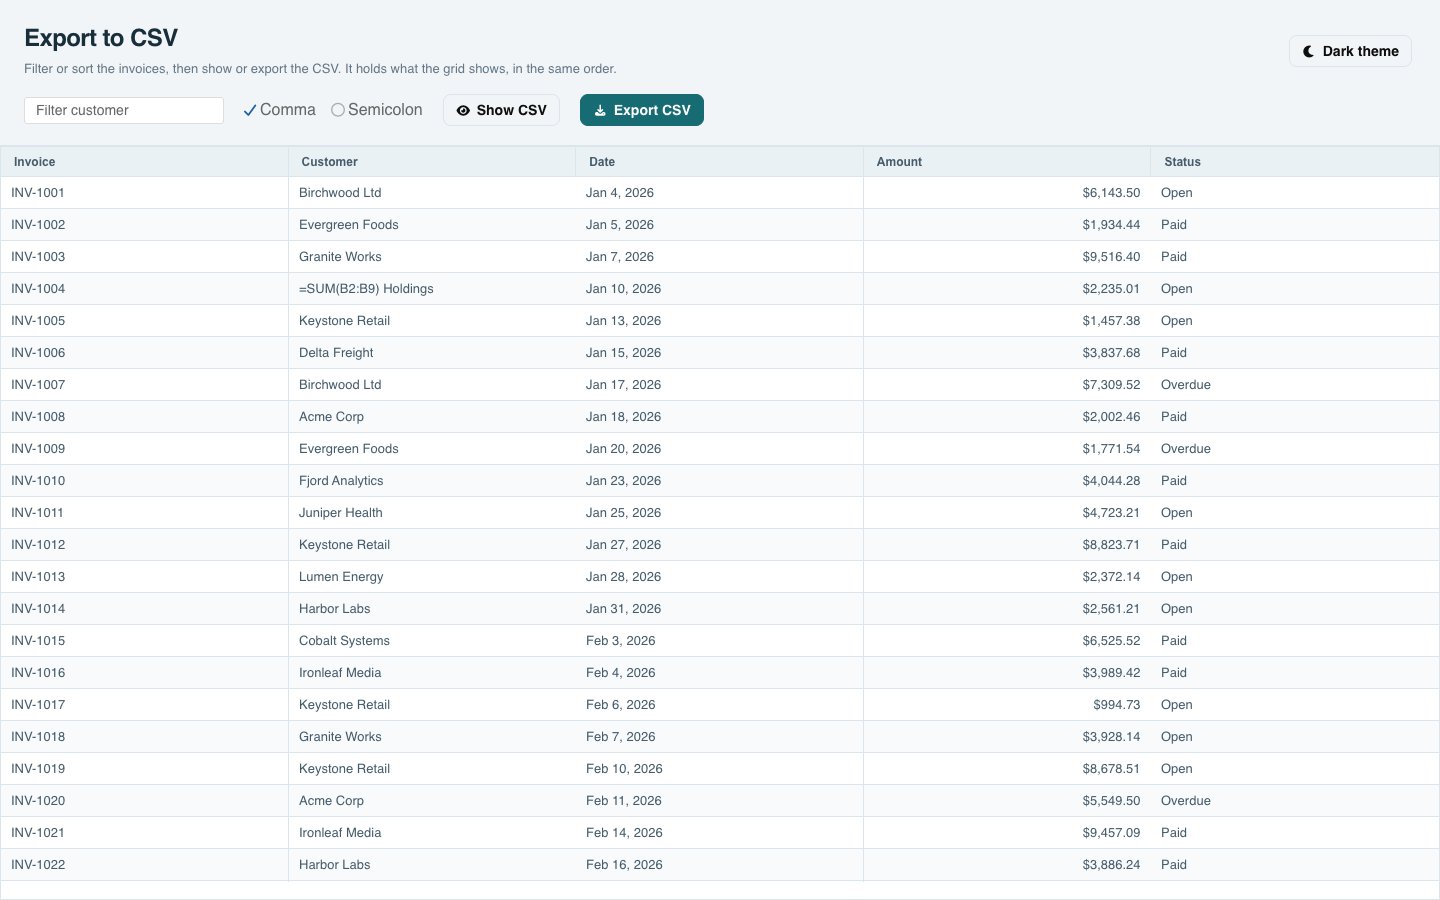 Export to CSV
Filter or sort the invoices, then show or export the CSV. It holds what the grid shows, in the same order.
Dark theme
Filter customer Comma Semicolon Show CSV Export CSV
Invoice Customer Date Amount Status
INV-1001 Birchwood Ltd Jan 4, 2026 $6,143.50 Open
INV-1002 Evergreen Foods Jan 5, 2026 $1,934.44 Paid
INV-1003 Granite Works Jan 7, 2026 $9,516.40 Paid
INV-1004 =SUM(B2:B9) Holdings Jan 10, 2026 $2,235.01 Open
INV-1005 Keystone Retail Jan 13, 2026 $1,457.38 Open
INV-1006 Delta Freight Jan 15, 2026 $3,837.68 Paid
INV-1007 Birchwood Ltd Jan 17, 2026 $7,309.52 Overdue
INV-1008 Acme Corp Jan 18, 2026 $2,002.46 Paid
INV-1009 Evergreen Foods Jan 20, 2026 $1,771.54 Overdue
INV-1010 Fjord Analytics Jan 23, 2026 $4,044.28 Paid
INV-1011 Juniper Health Jan 25, 2026 $4,723.21 Open
INV-1012 Keystone Retail Jan 27, 2026 $8,823.71 Paid
INV-1013 Lumen Energy Jan 28, 2026 $2,372.14 Open
INV-1014 Harbor Labs Jan 31, 2026 $2,561.21 Open
INV-1015 Cobalt Systems Feb 3, 2026 $6,525.52 Paid
INV-1016 Ironleaf Media Feb 4, 2026 $3,989.42 Paid
INV-1017 Keystone Retail Feb 6, 2026 $994.73 Open
INV-1018 Granite Works Feb 7, 2026 $3,928.14 Open
INV-1019 Keystone Retail Feb 10, 2026 $8,678.51 Open
INV-1020 Acme Corp Feb 11, 2026 $5,549.50 Overdue
INV-1021 Ironleaf Media Feb 14, 2026 $9,457.09 Paid
INV-1022 Harbor Labs Feb 16, 2026 $3,886.24 Paid